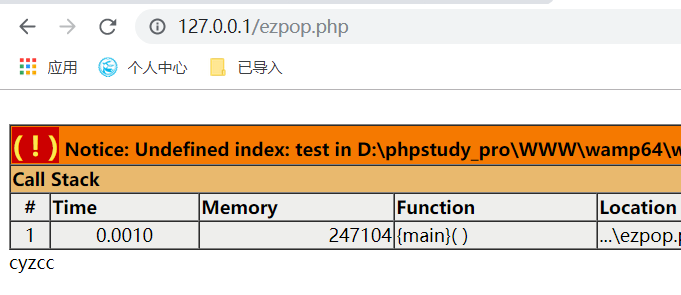 127.0.0.1/ezpop.php
应用 个人中心 已导入
( ! ) Notice: Undefined index: test in D:\phpstudy_pro\WWW\wamp64\
Call Stack
# Time Memory Function Location
1 0.0010 247104 {main}( ) ...\ezpop.
cyzcc